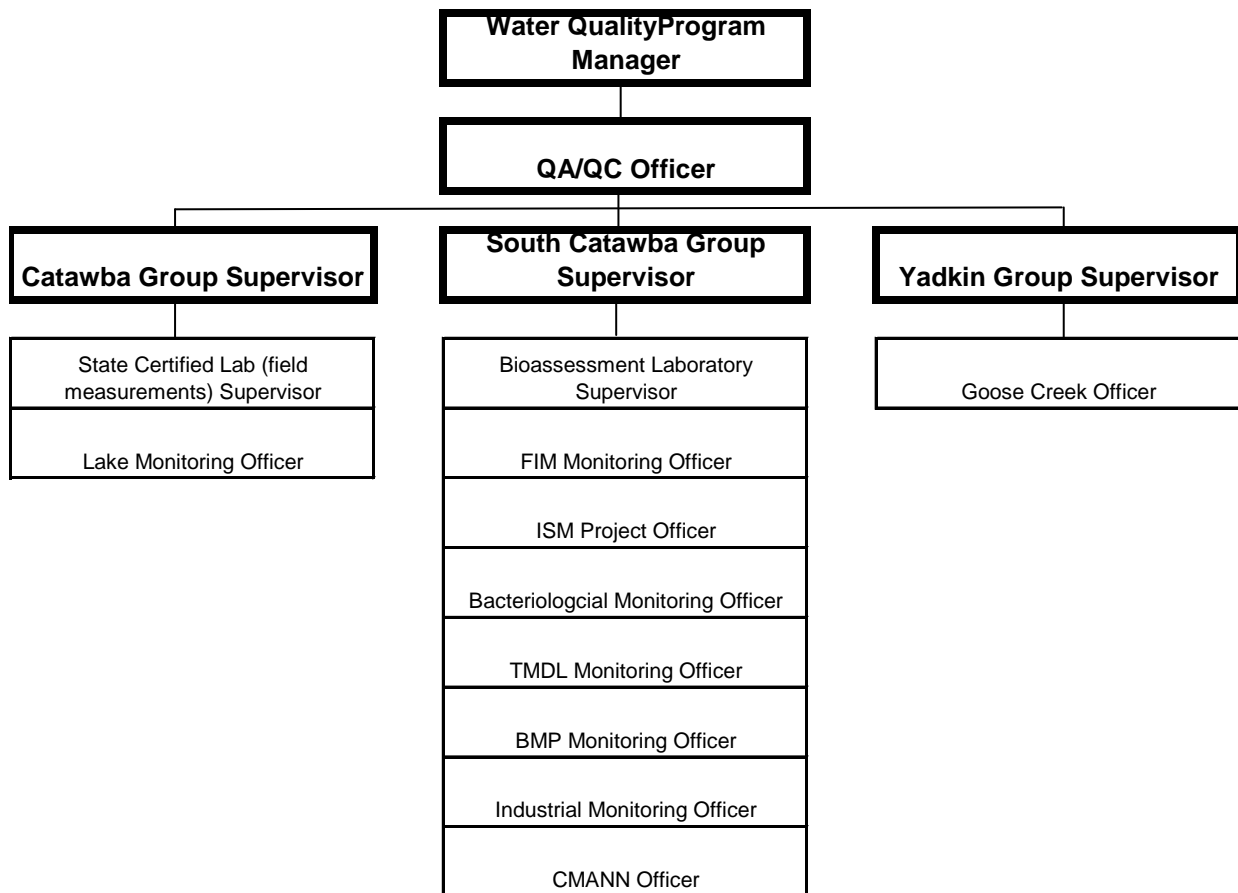 Water QualityProgram
Manager
QA/QC Officer
Catawba Group Supervisor
South Catawba Group
Supervisor
Yadkin Group Supervisor
State Certified Lab (field
measurements) Supervisor
Lake Monitoring Officer
Bioassessment Laboratory
Supervisor
FIM Monitoring Officer
ISM Project Officer
Bacteriologcial Monitoring Officer
TMDL Monitoring Officer
BMP Monitoring Officer
Industrial Monitoring Officer
CMANN Officer
Goose Creek Officer